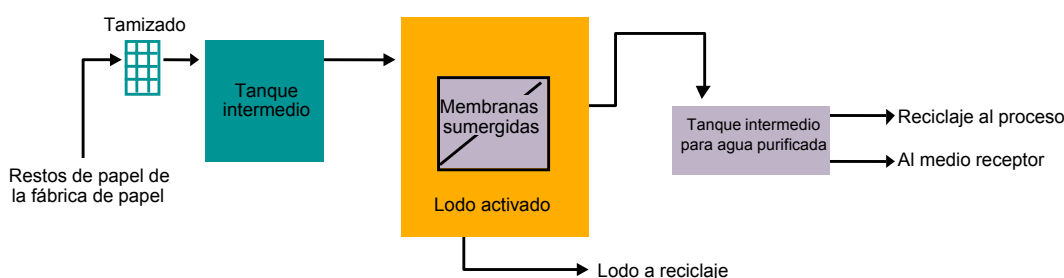 Tamizado
Restos de papel de
la fábrica de papel
Tanque
intermedio
Membranas
sumergidas
Lodo activado
Lodo a reciclaje
Tanque intermedio
para agua purificada
Reciclaje al proceso
Al medio receptor